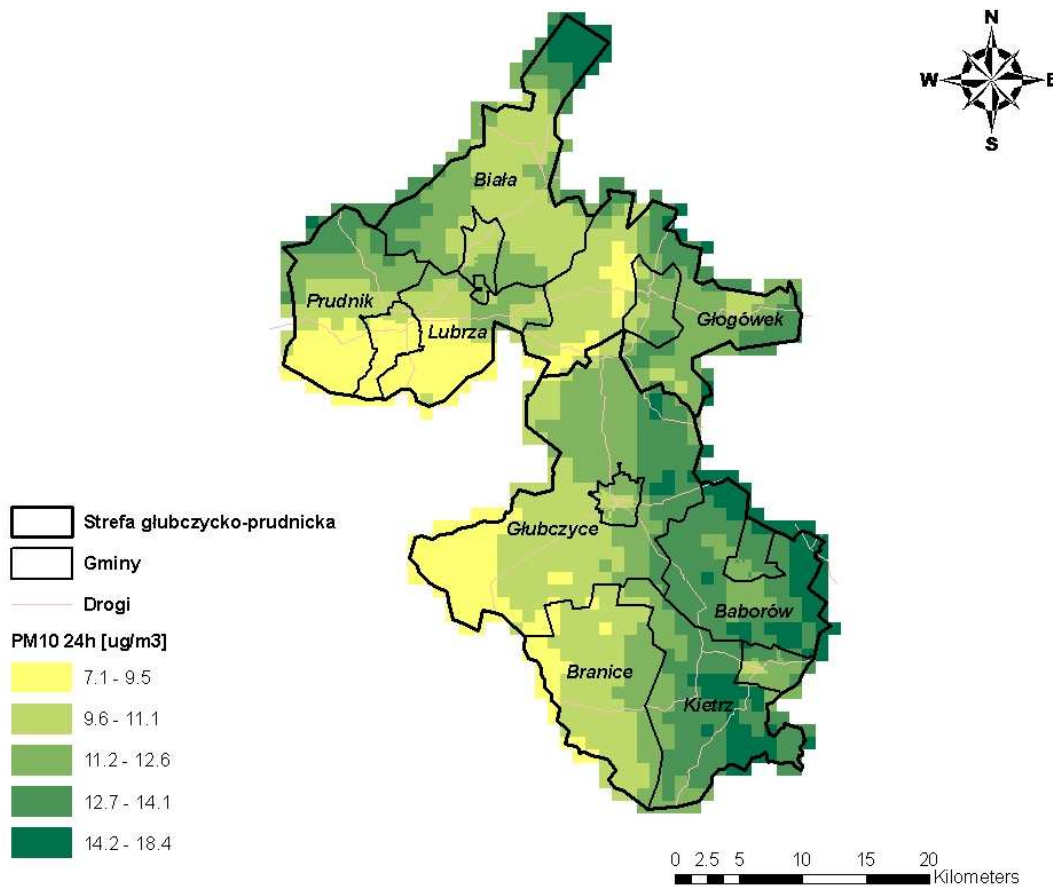 N
W E
S
Biała
Prudnik
Lubrza
Głogówek
Głubczyce
Baborów
Branice
Kietrz
Strefa głubczycko-prudnicka
Gminy
Drogi
PM10 24h [ug/m3]
7.1 - 9.5
9.6 - 11.1
11.2 - 12.6
12.7 - 14.1
14.2 - 18.4
0 2.5 5 10 15 20
Kilometers